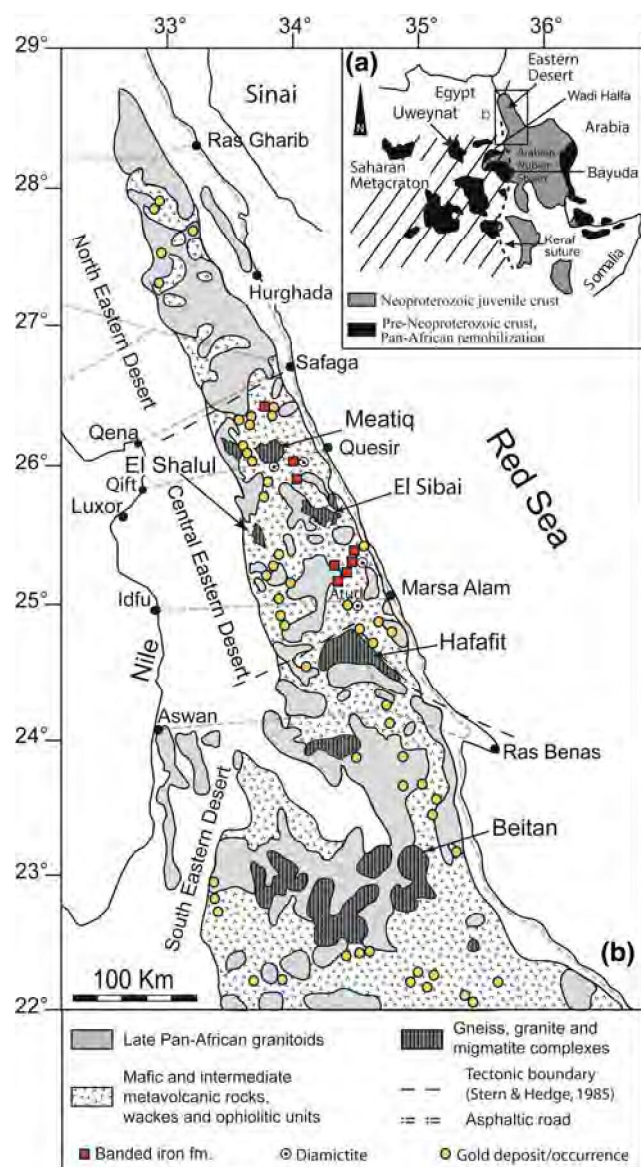 33°
34°
35°
36°
29°
28°
27°
26°
25°
24°
23°
22°
(a)
Eastern
Desert
Egypt
b)
Wadi Halfa
Uweynat
Arabia
N
Saharan
Metacraton
Arabian
Nubian
Shield
Bayuda
Keraf
suture
Somalia
Neoproterozoic juvenile crust
Pre-Neoproterozoic crust,
Pan-African remobilization
Sinai
Ras Gharib
North Eastern Desert
Hurghada
Safaga
Meatiq
Qena
Quesir
El Shalul
Qift
El Sibai
Luxor
Red Sea
Central Eastern Desert
Marsa Alam
Atud
Idfu
Hafafit
Nile
Aswan
Ras Benas
South Eastern Desert
Beitan
100 Km
(b)
Late Pan-African granitoids
Mafic and intermediate
metavolcanic rocks,
wackes and ophiolitic units
Gneiss, granite and
migmatite complexes
Tectonic boundary
(Stern & Hedge, 1985)
Asphaltic road
Banded iron fm.
Diamictite
Gold deposit/occurrence